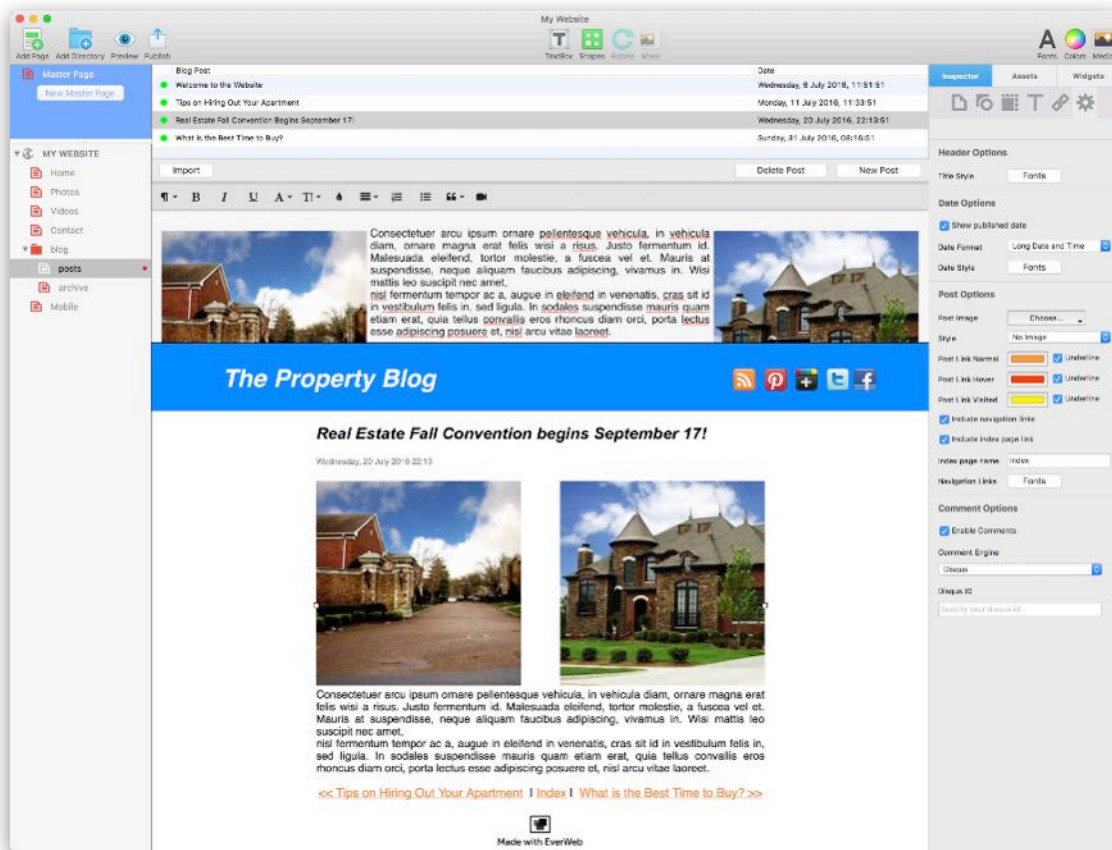 My Website
Add Page Add Directory Preview Publish
TextBox Shapes Rotate Mask
Fonts Colors Media
Master Page
New Master Page
MY WEBSITE
Home
Photos
Videos
Contact
blog
posts
archive
Mobile
Blog Post Date
Welcome to the Website Wednesday, 6 July 2016, 11:51:51
Tips on Hiring Out Your Apartment Monday, 11 July 2016, 11:33:51
Real Estate Fall Convention Begins September 17! Wednesday, 20 July 2016, 22:13:51
What is the Best Time to Buy? Sunday, 31 July 2016, 08:16:51
Import Delete Post New Post
¶ B I U A T
Consectetuer arcu ipsum ornare pellentesque vehicula, in vehicula
diam, ornare magna erat felis wisi a risus. Justo fermentum id.
Malesuada eleifend, tortor molestie, a fuscea vel et. Mauris at
suspendisse, neque aliquam faucibus adipiscing, vivamus in. Wisi
mattis leo suscipit nec amet,
nisl fermentum tempor ac a, augue in eleifend in venenatis, cras sit id
in vestibulum felis in, sed ligula. In sodales suspendisse mauris quam
etiam erat, quia tellus convallis eros rhoncus diam orci, porta lectus
esse adipiscing posuere et, nisl arcu vitae laoreet.
The Property Blog
Real Estate Fall Convention begins September 17!
Wednesday, 20 July 2016 22:13
Consectetuer arcu ipsum ornare pellentesque vehicula, in vehicula diam, ornare magna erat
felis wisi a risus. Justo fermentum id. Malesuada eleifend, tortor molestie, a fuscea vel et.
Mauris at suspendisse, neque aliquam faucibus adipiscing, vivamus in. Wisi mattis leo
suscipit nec amet,
nisl fermentum tempor ac a, augue in eleifend in venenatis, cras sit id in vestibulum felis in,
sed ligula. In sodales suspendisse mauris quam etiam erat, quia tellus convallis eros
rhoncus diam orci, porta lectus esse adipiscing posuere et, nisl arcu vitae laoreet.
<< Tips on Hiring Out Your Apartment | Index | What is the Best Time to Buy? >>
Made with EverWeb
Inspector Assets Widgets
Header Options
Title Style Fonts
Date Options
Show published date
Date Format Long Date and Time
Date Style Fonts
Post Options
Post Image Choose...
Style No Image
Post Link Normal Underline
Post Link Hover Underline
Post Link Visited Underline
Include navigation links
Include index page link
Index page name Index
Navigation Links Fonts
Comment Options
Enable Comments
Comment Engine
Disqus
Disqus ID
Specify your disqus id